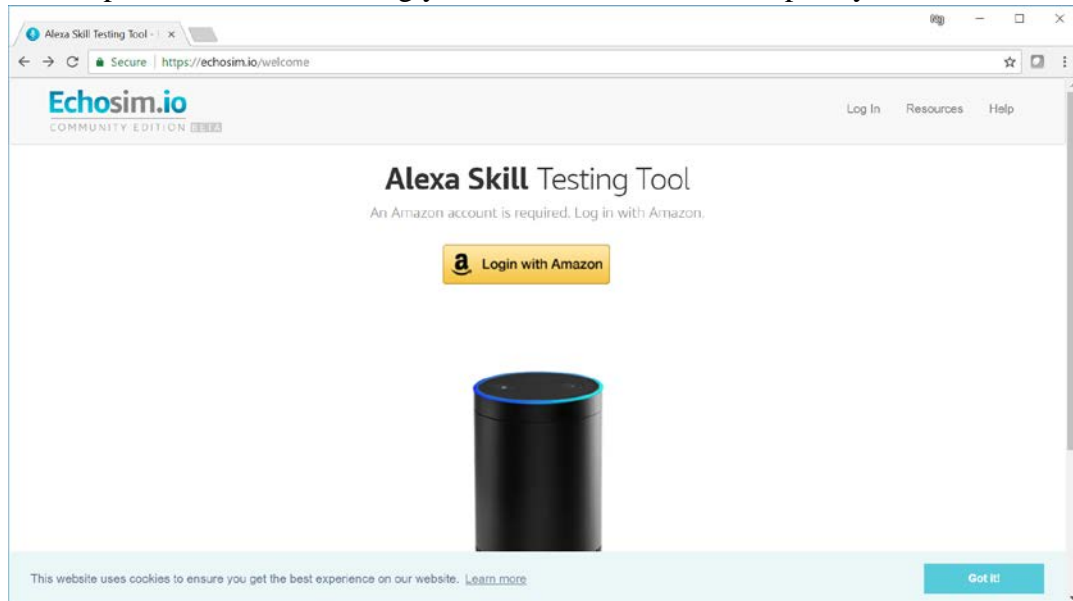 Alexa Skill Testing Tool -
Secure | https://echosim.io/welcome
Echosim.io
COMMUNITY EDITION BETA
Log In Resources Help
Alexa Skill Testing Tool
An Amazon account is required. Log in with Amazon.
a Login with Amazon
This website uses cookies to ensure you get the best experience on our website. Learn more
Got it!